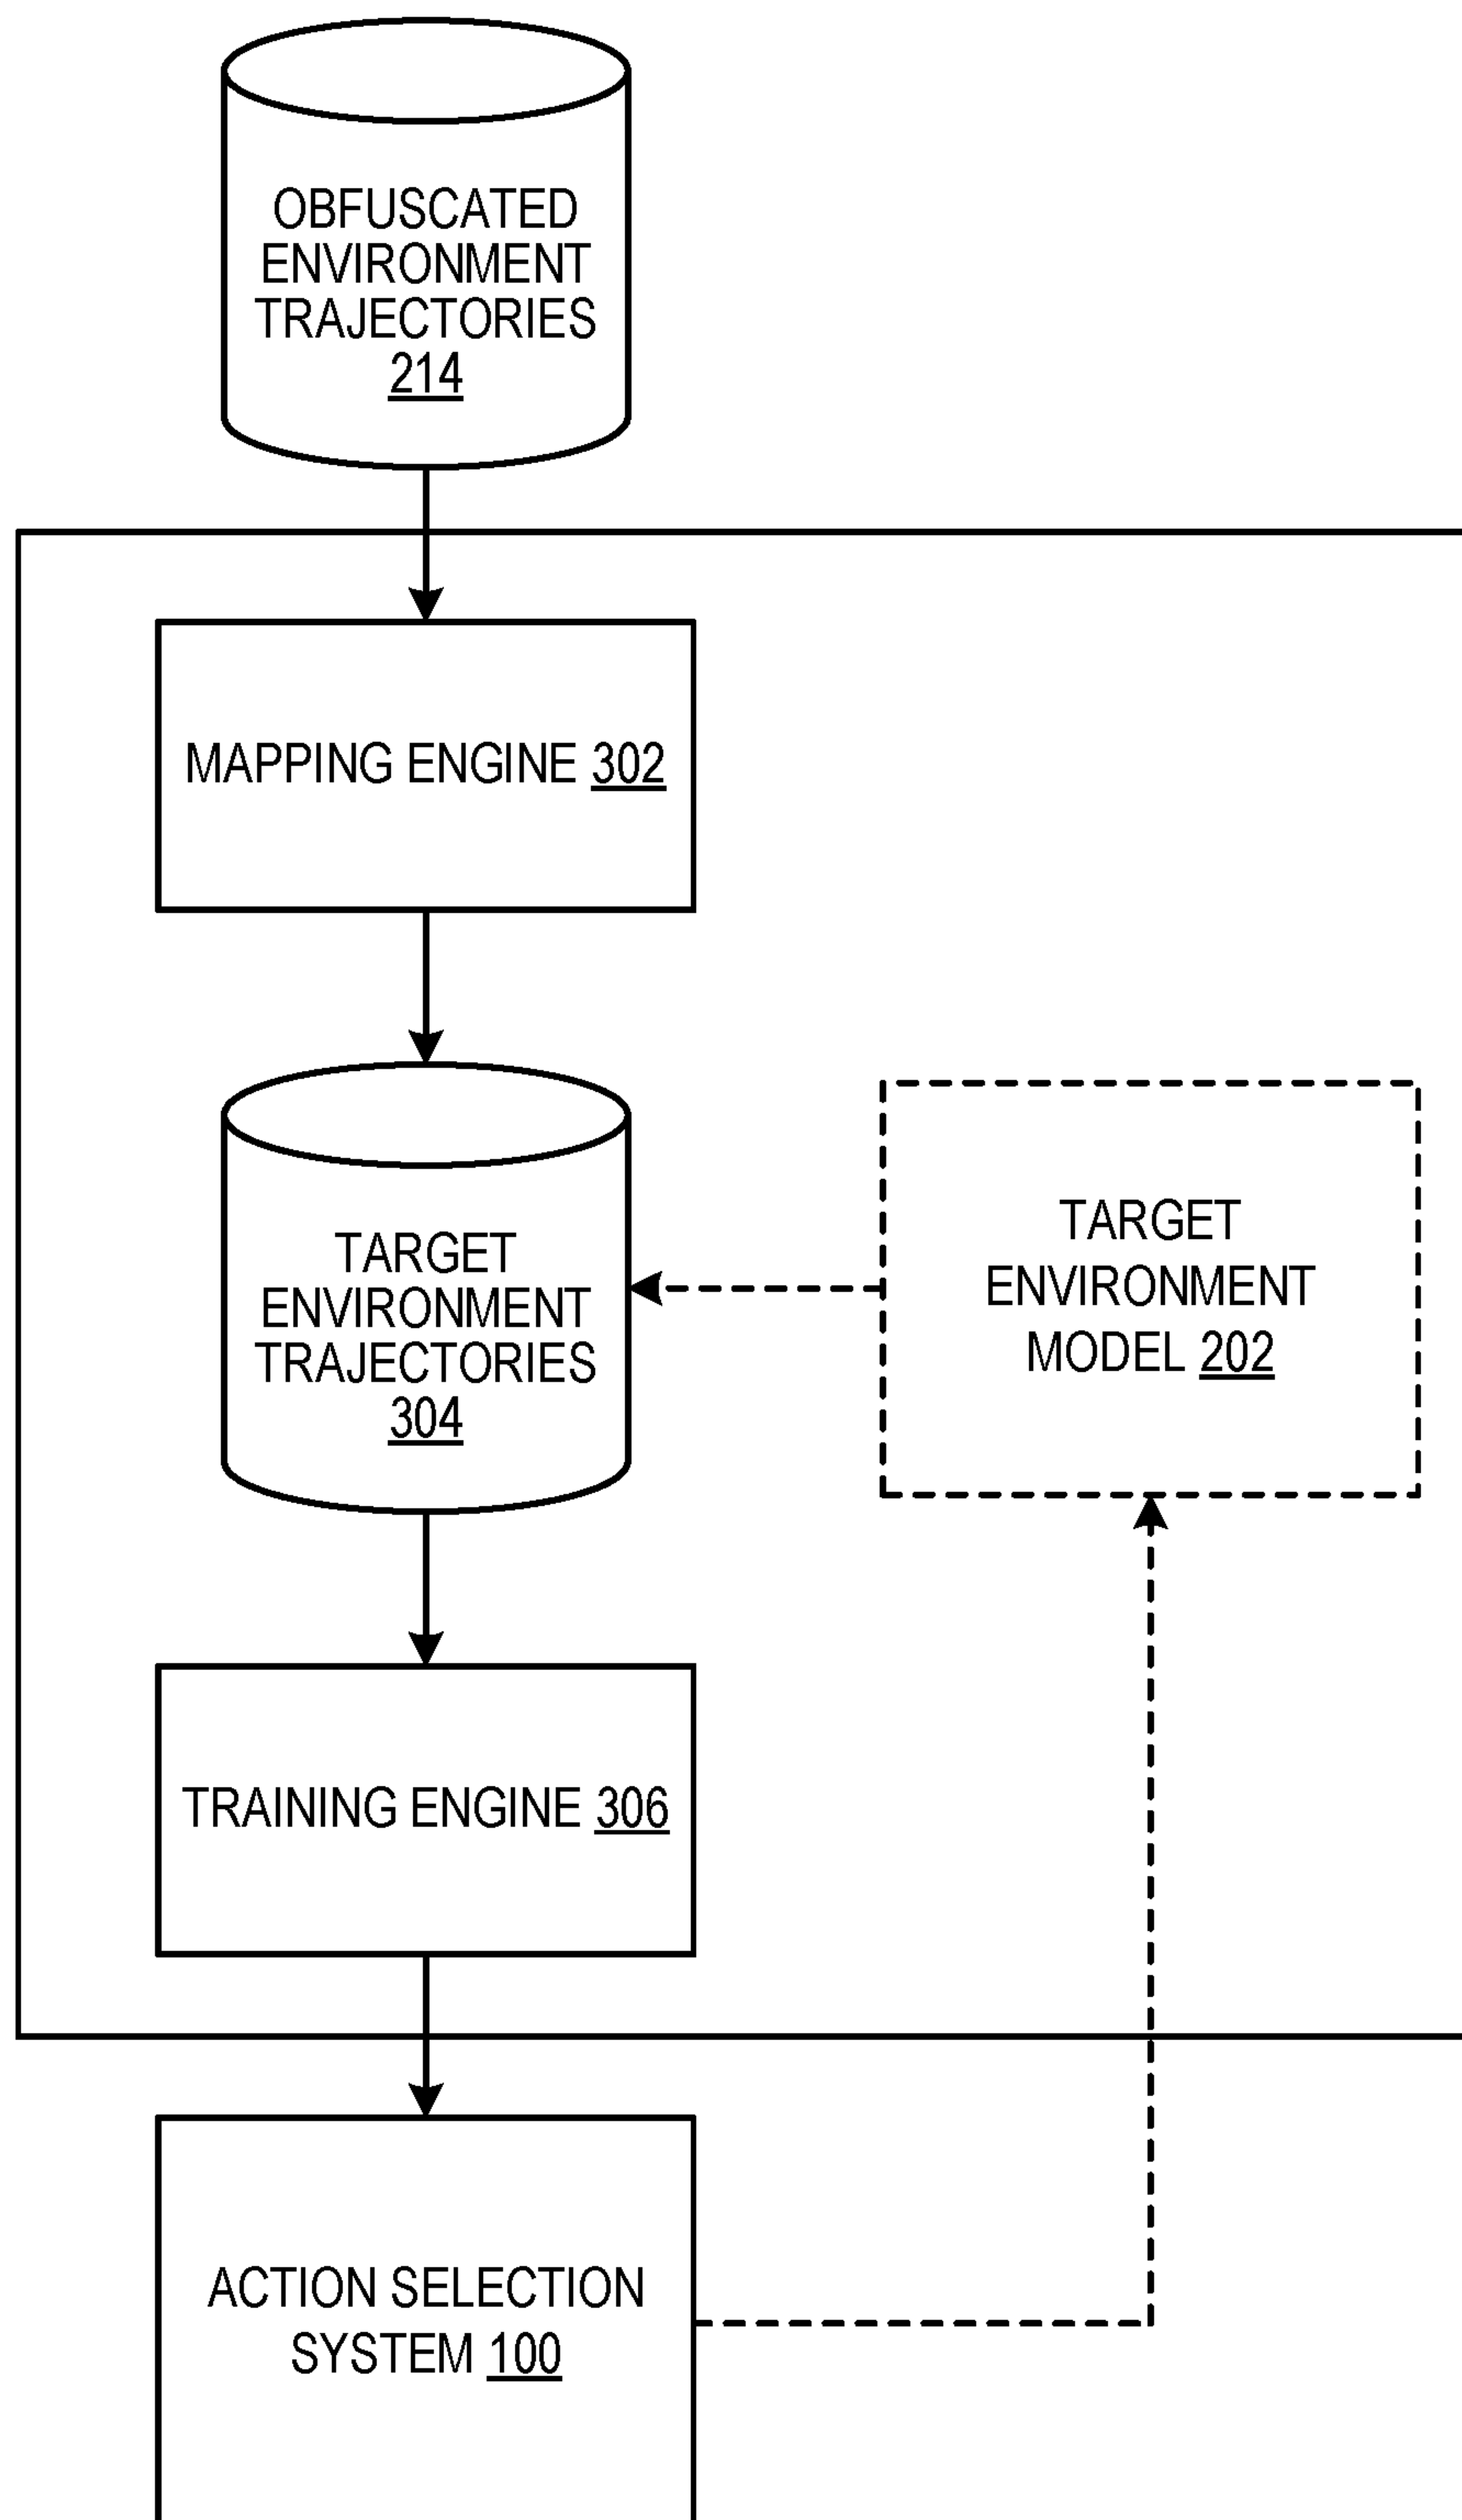 OBFUSCATED
ENVIRONMENT
TRAJECTORIES
214
MAPPING ENGINE 302
TARGET
ENVIRONMENT
TRAJECTORIES
304
TARGET
ENVIRONMENT
MODEL 202
TRAINING ENGINE 306
ACTION SELECTION
SYSTEM 100